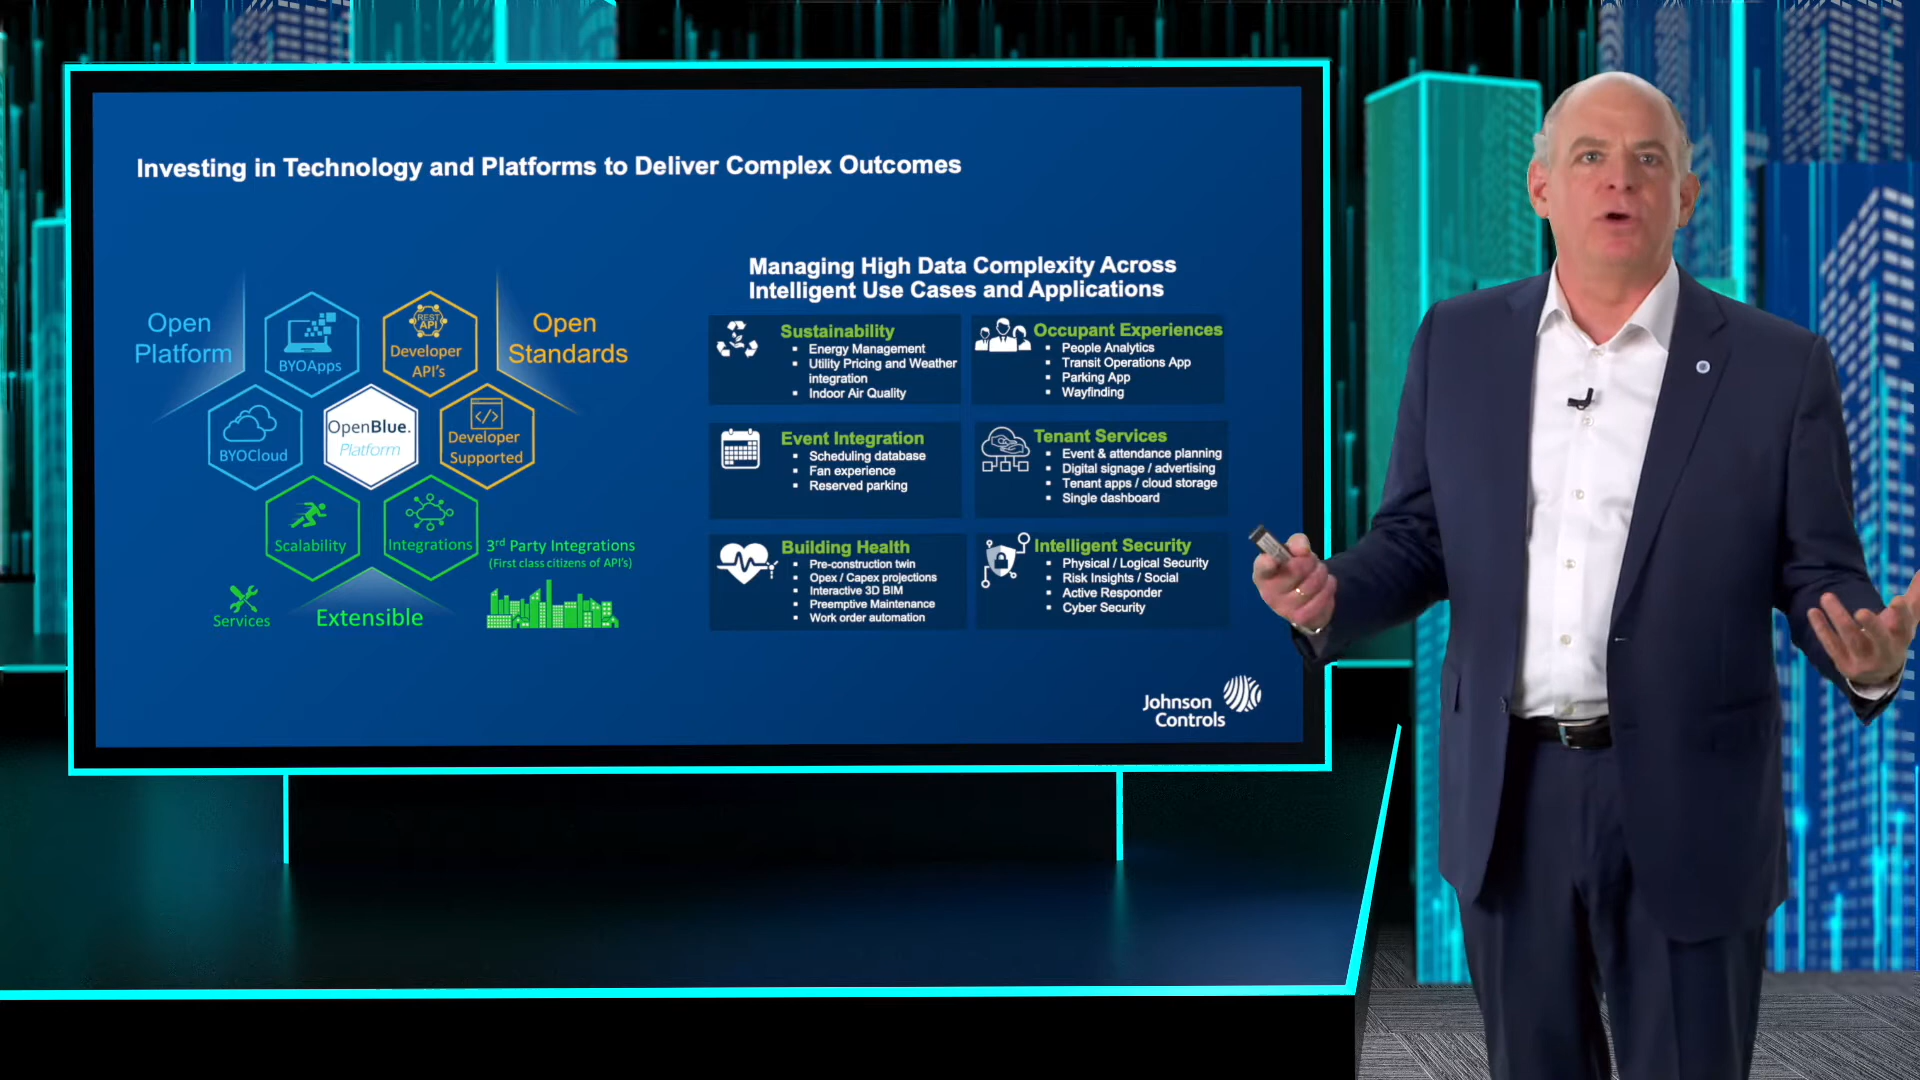 Investing in Technology and Platforms to Deliver Complex Outcomes
Open
Platform
BYOApps
REST
API
Developer
API's
Open
Standards
BYOCloud
OpenBlue.
Platform
Developer
Supported
Scalability
Integrations
3rd Party Integrations
(First class citizens of API's)
Services
Extensible
Managing High Data Complexity Across
Intelligent Use Cases and Applications
Sustainability
▪ Energy Management
▪ Utility Pricing and Weather
integration
▪ Indoor Air Quality
Occupant Experiences
▪ People Analytics
▪ Transit Operations App
▪ Parking App
▪ Wayfinding
Event Integration
▪ Scheduling database
▪ Fan experience
▪ Reserved parking
Tenant Services
▪ Event & attendance planning
▪ Digital signage / advertising
▪ Tenant apps / cloud storage
▪ Single dashboard
Building Health
▪ Pre-construction twin
▪ Opex / Capex projections
▪ Interactive 3D BIM
▪ Preemptive Maintenance
▪ Work order automation
Intelligent Security
▪ Physical / Logical Security
▪ Risk Insights / Social
▪ Active Responder
▪ Cyber Security
Johnson
Controls